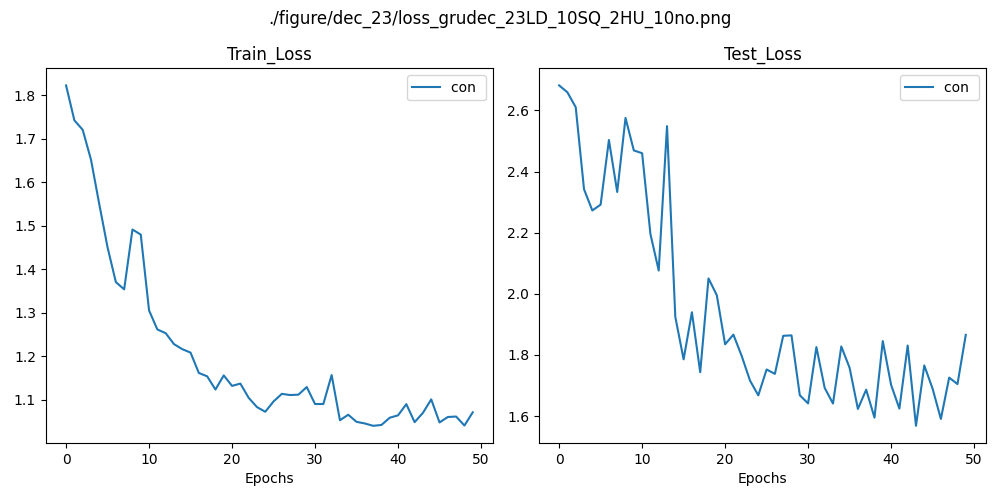 ./figure/dec_23/loss_grudec_23LD_10SQ_2HU_10no.png
Train_Loss
con
1.8
1.7
1.6
1.5
1.4
1.3
1.2
1.1
0 10 20 30 40 50
Epochs
Test_Loss
con
2.6
2.4
2.2
2.0
1.8
1.6
0 10 20 30 40 50
Epochs